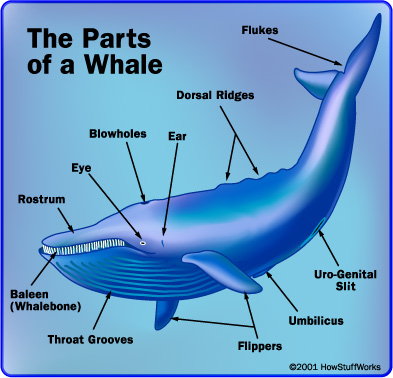 The Parts
of a Whale
Flukes
Dorsal Ridges
Blowholes
Ear
Eye
Rostrum
Baleen
(Whalebone)
Throat Grooves
Flippers
Umbilicus
Uro-Genital
Slit
©2001 HowStuffWorks